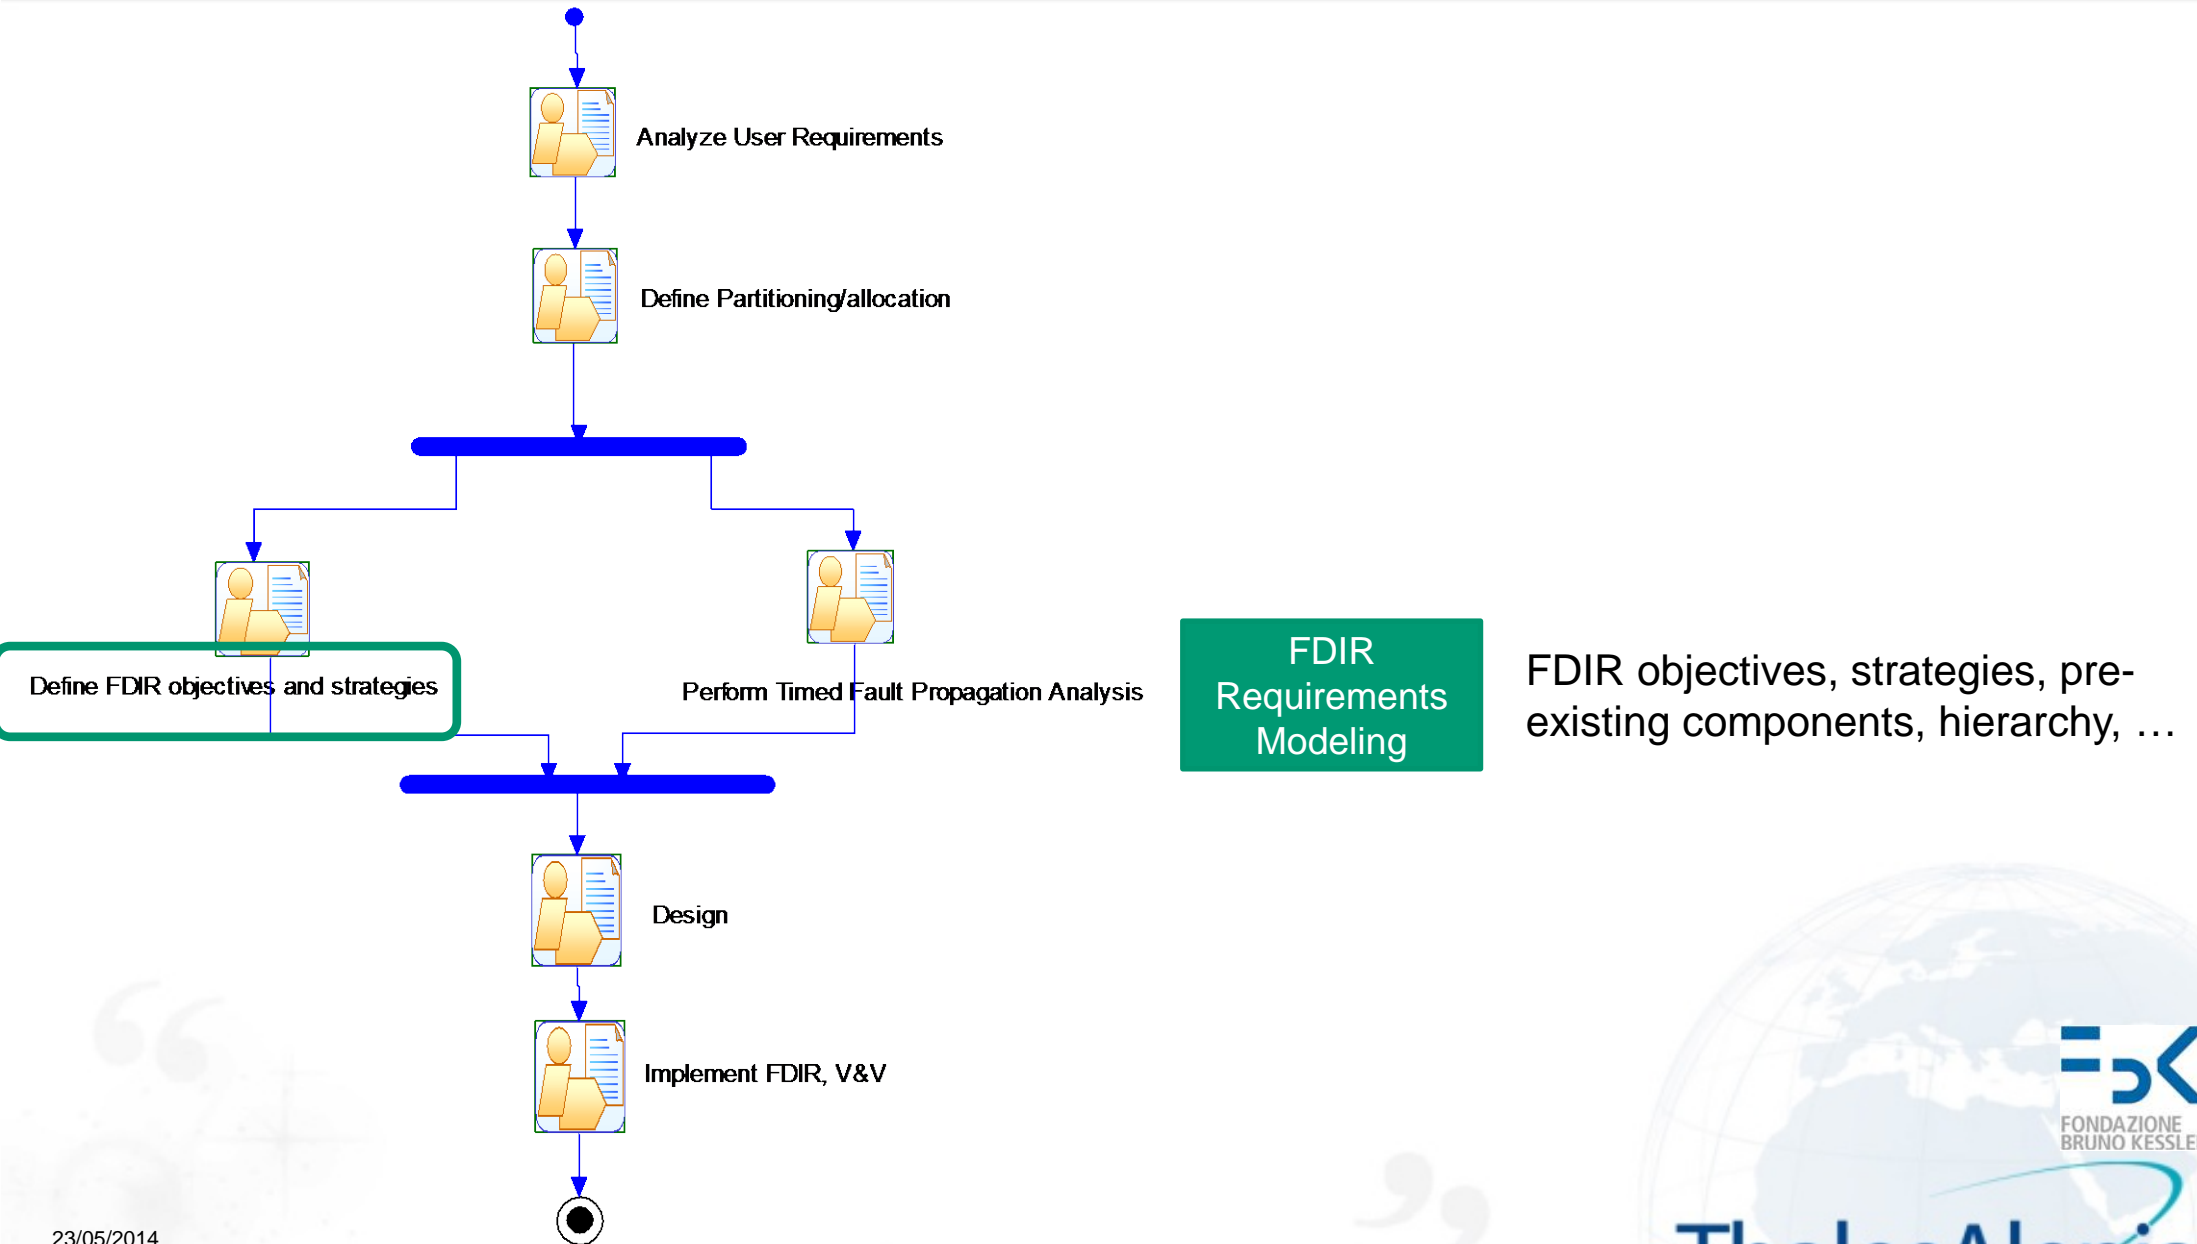 Analyze User Requirements
Define Partitioning/allocation
Define FDIR objectives and strategies
Perform Timed Fault Propagation Analysis
FDIR
Requirements
Modeling
FDIR objectives, strategies, pre-
existing components, hierarchy, …
Design
Implement FDIR, V&V
FBK
FONDAZIONE
BRUNO KESSLE
23/05/2014